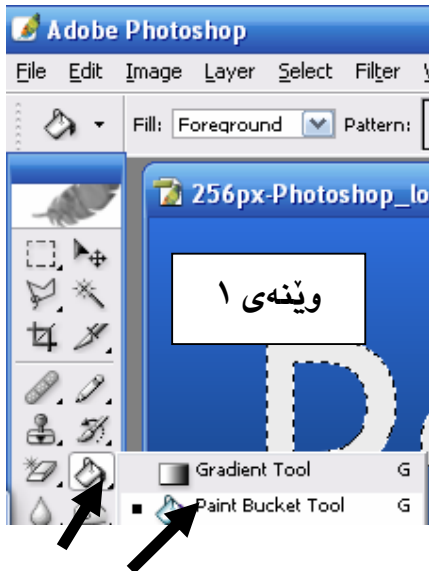 Adobe Photoshop
File Edit Image Layer Select Filter
Fill: Foreground Pattern:
256px-Photoshop_lo
وێنەی ١
Gradient Tool G
Paint Bucket Tool G